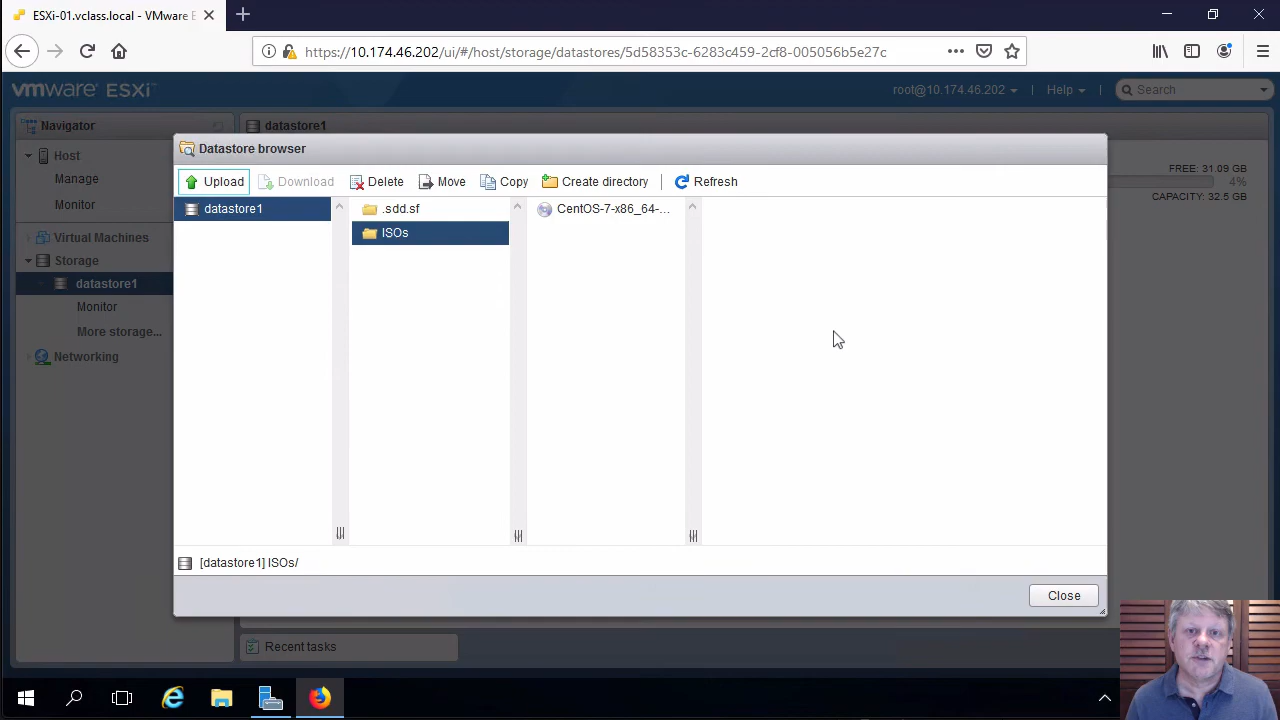 ESXi-01.vclass.local - VMware E
https://10.174.46.202/ui/#/host/storage/datastores/5d58353c-6283c459-2cf8-005056b5e27c
vmware ESXi™
root@10.174.46.202
Help
Search
Navigator
datastore1
Host
Manage
Monitor
Virtual Machines
Storage
datastore1
Monitor
More storage...
Networking
FREE: 31.09 GB
4%
CAPACITY: 32.5 GB
Datastore browser
Upload
Download
Delete
Move
Copy
Create directory
Refresh
datastore1
.sdd.sf
CentOS-7-x86_64-...
ISOs
[datastore1] ISOs/
Close
Recent tasks